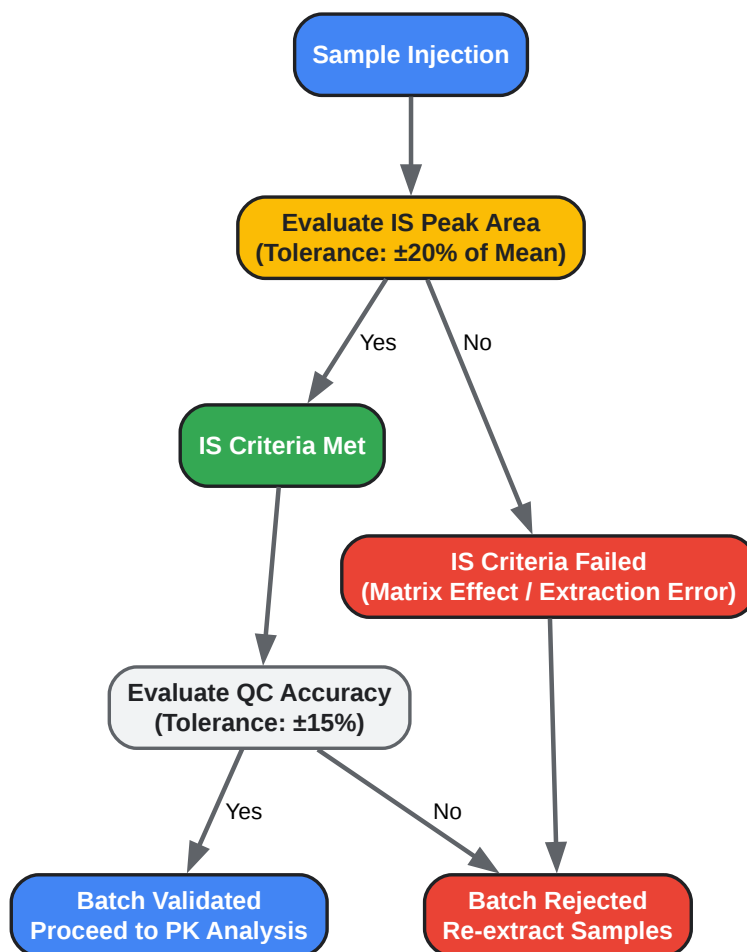 Sample Injection
Evaluate IS Peak Area
(Tolerance: ±20% of Mean)
Yes
No
IS Criteria Met
IS Criteria Failed
(Matrix Effect / Extraction Error)
Evaluate QC Accuracy
(Tolerance: ±15%)
Yes
No
Batch Validated
Proceed to PK Analysis
Batch Rejected
Re-extract Samples